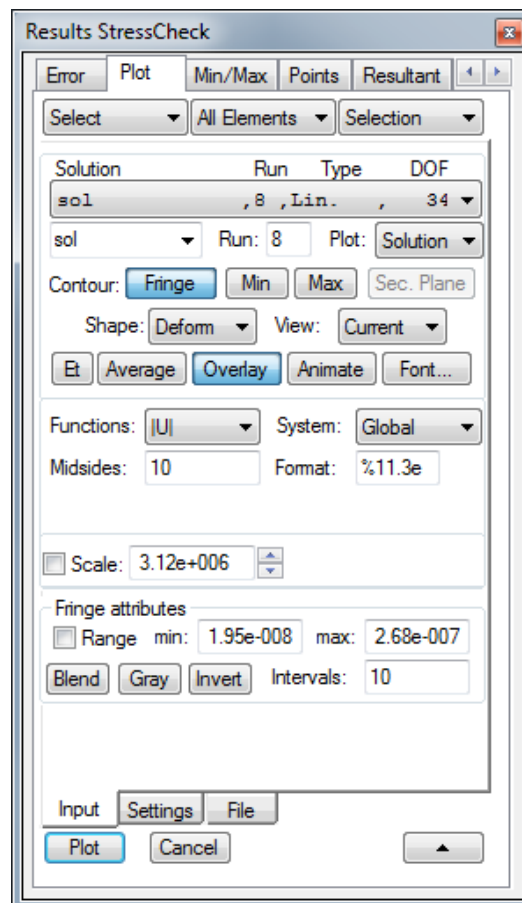 Results StressCheck
Error Plot Min/Max Points Resultant
Select All Elements Selection
Solution Run Type DOF
sol ,8 ,Lin. , 34
sol Run: 8 Plot: Solution
Contour: Fringe Min Max Sec. Plane
Shape: Deform View: Current
Et Average Overlay Animate Font...
Functions: |U| System: Global
Midsides: 10 Format: %11.3e
Scale: 3.12e+006
Fringe attributes
Range min: 1.95e-008 max: 2.68e-007
Blend Gray Invert Intervals: 10
Input Settings File
Plot Cancel